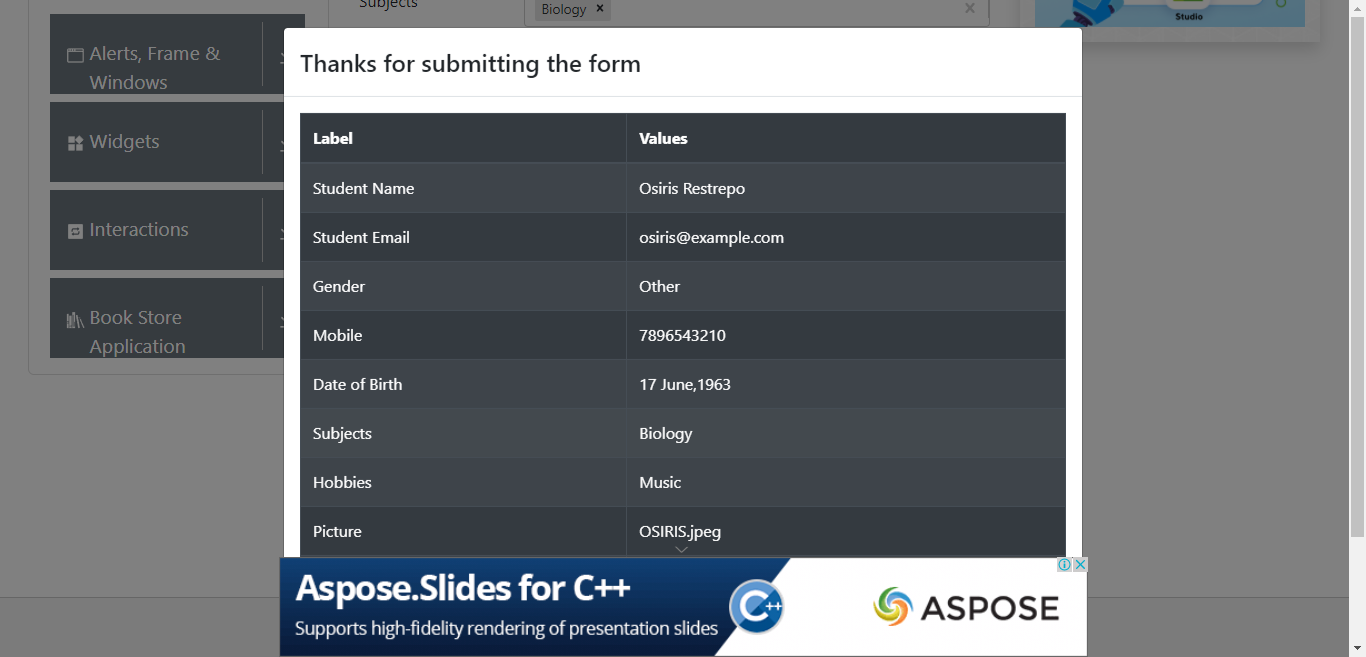 Subjects
Biology ×
Studio
Alerts, Frame &
Windows
Widgets
Interactions
Book Store
Application
Thanks for submitting the form
Label Values
Student Name Osiris Restrepo
Student Email osiris@example.com
Gender Other
Mobile 7896543210
Date of Birth 17 June,1963
Subjects Biology
Hobbies Music
Picture OSIRIS.jpeg
Aspose.Slides for C++
Supports high-fidelity rendering of presentation slides
C++
ASPOSE